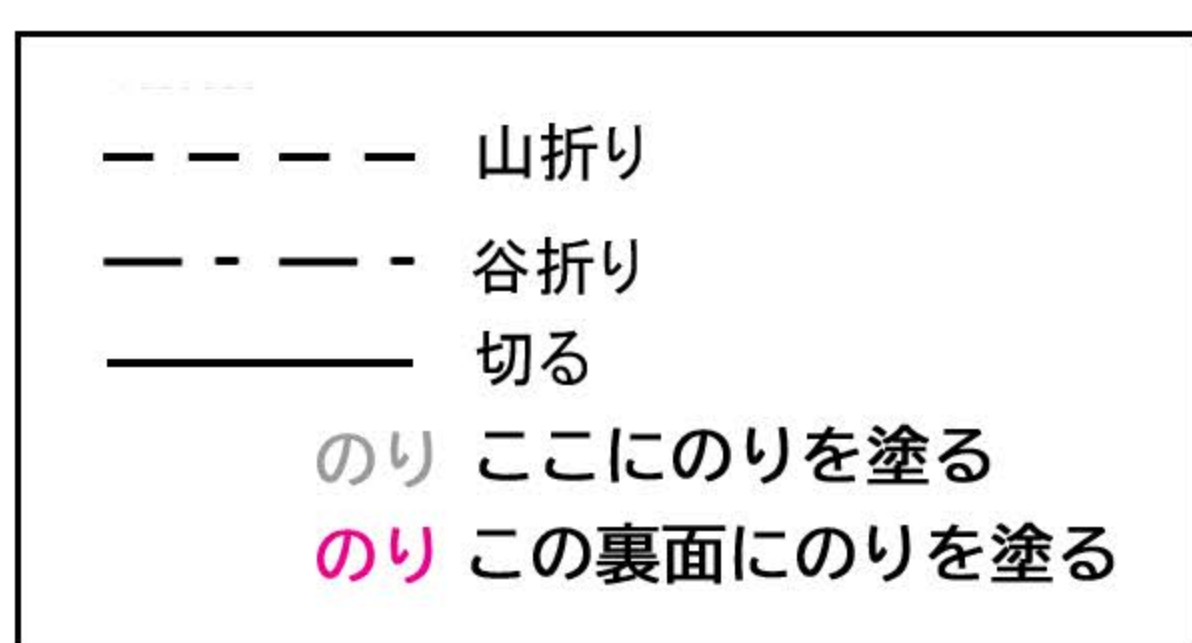 山折り
谷折り
切る
のり ここにのりを塗る
のり この裏面にのりを塗る